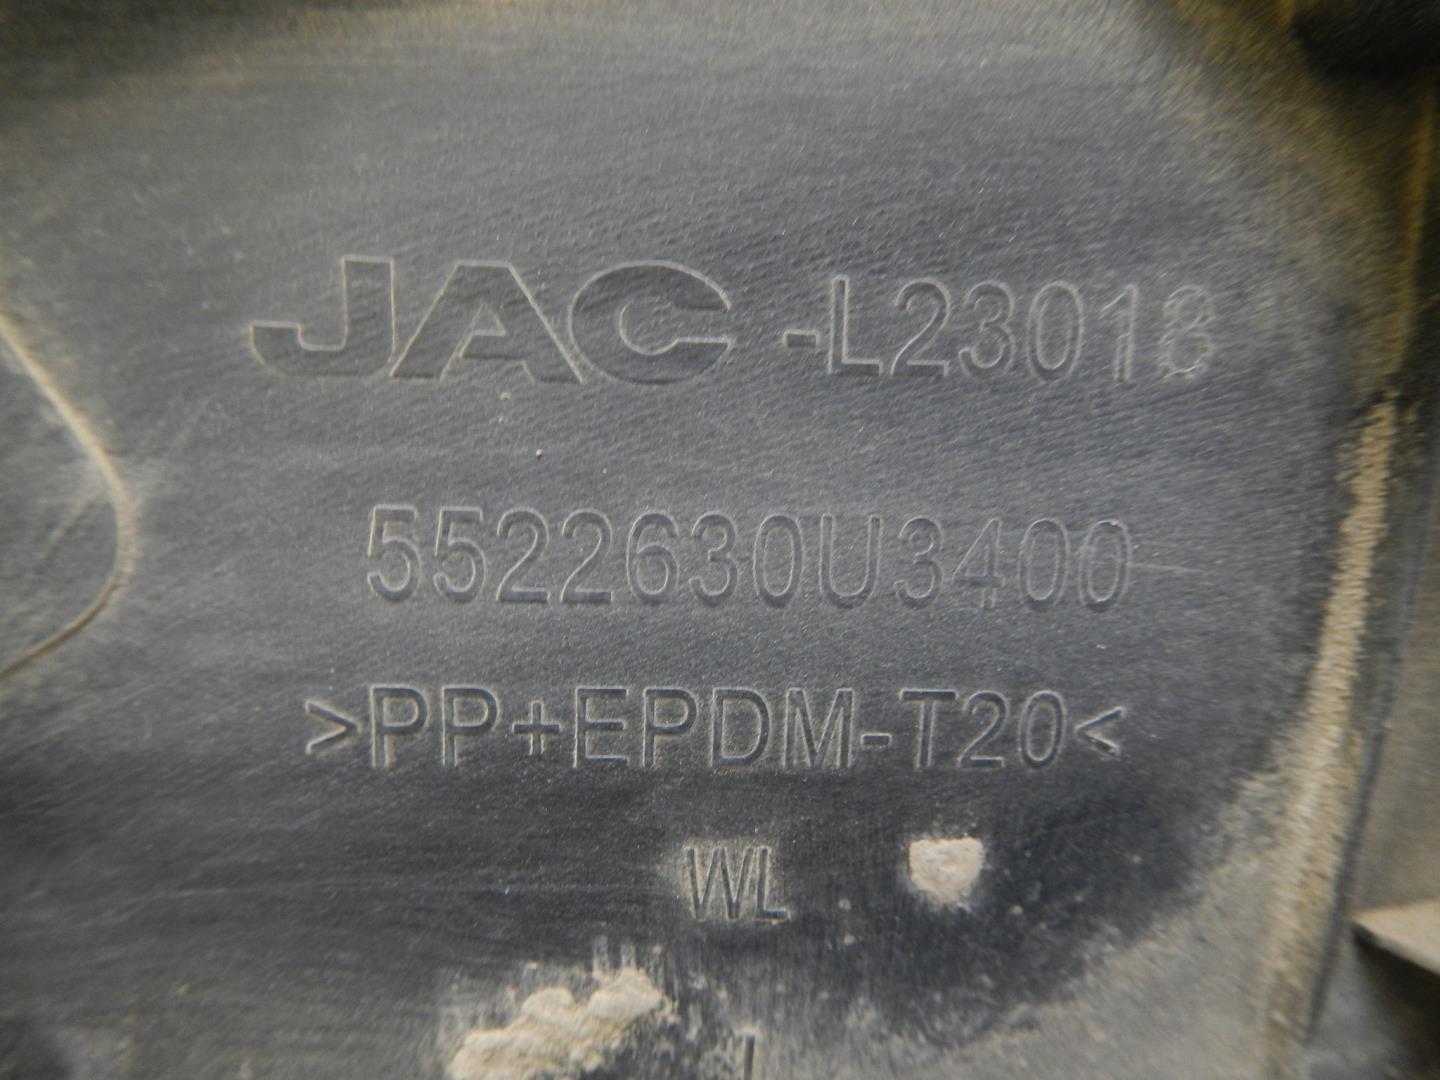 JAC -L23018
5522630U3400
>PP+EPDM-T20<
WL